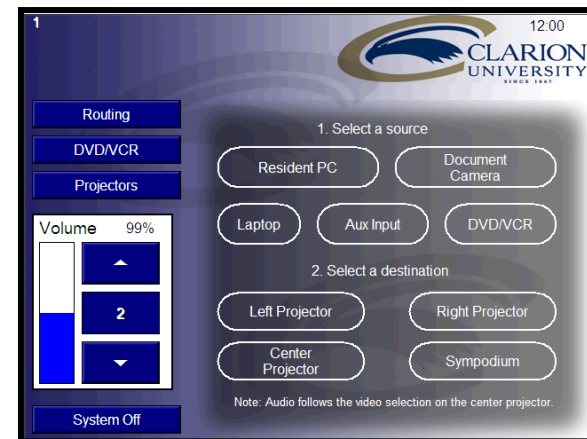 1
12:00
CLARION
UNIVERSITY
SINCE 1867
Routing
DVD/VCR
Projectors
Volume 99%
2
System Off
1. Select a source
Resident PC
Document
Camera
Laptop
Aux Input
DVD/VCR
2. Select a destination
Left Projector
Right Projector
Center
Projector
Sympodium
Note: Audio follows the video selection on the center projector.